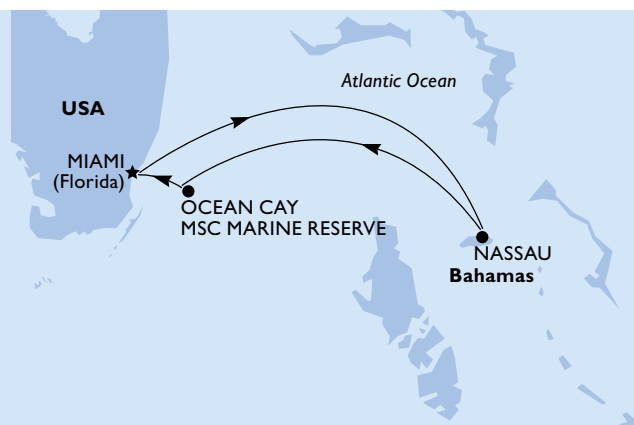 Atlantic Ocean
USA
MIAMI
(Florida)
OCEAN CAY
MSC MARINE RESERVE
NASSAU
Bahamas